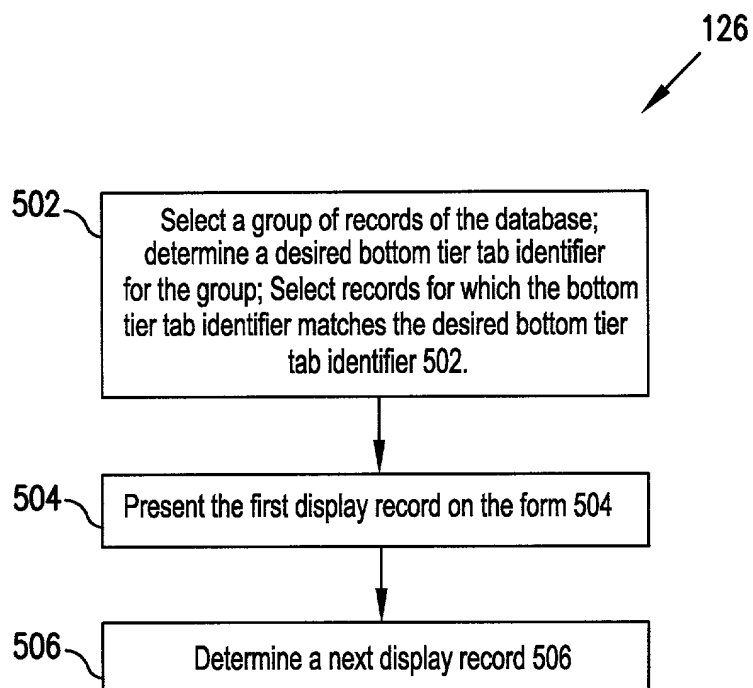 126
502
Select a group of records of the database;
determine a desired bottom tier tab identifier
for the group; Select records for which the bottom
tier tab identifier matches the desired bottom tier
tab identifier 502.
504
Present the first display record on the form 504
506
Determine a next display record 506